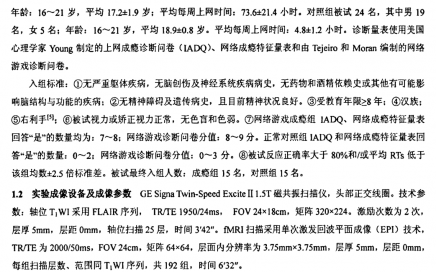 年龄：16～21岁，平均 17.2±1.9 岁；平均每周上网时间：73.6±21.4 小时。对照组被试 24 名，其中男 19
名，女 5 名；年龄：16～21 岁，平均 18.9±0.8 岁。平均每周上网时间：4.8±1.2 小时。诊断量表使用美国
心理学家 Young 制定的上网成瘾诊断问卷（IADQ）、网络成瘾特征量表和由 Tejeiro 和 Moran 编制的网络
游戏诊断问卷。
入组标准：①无严重躯体疾病，无脑创伤及神经系统疾病病史，无药物和酒精依赖史或其他有可能影
响脑结构与功能的疾病；②无精神障碍及遗传病史，且目前精神状况良好。③受教育年限≥8 年；④汉族；
⑤右利手[5]；⑥被试视力或矫正视力正常，无色盲和色弱。⑦网络游戏成瘾组 IADQ、网络成瘾特征量表
回答“是”的数量均为：7～8；网络游戏诊断问卷分值：8～9 分。正常对照组 IADQ 和网络成瘾特征量表回
答“是”的数量：0～2；网络游戏诊断问卷分值：0～3 分。⑧被试反应正确率大于 80%和/或平均 RTs 低于
该组均数±2.5 倍标准差。被试最终入组人数：成瘾组 15 名，对照组 15 名。
1.2 实验成像设备及成像参数 GE Signa Twin-Speed Excite II 1.5T 磁共振扫描仪，头部正交线圈。技术参
数：轴位 T1WI 采用 FLAIR 序列， TR/TE 1950/24ms， FOV 24×18cm，矩阵 320×224，激励次数为 2 次，
层厚 5mm，层距 0mm，轴位扫描 25 层，时间 3′42″。fMRI 扫描采用单次激发回波平面成像（EPI）技术，
TR/TE 为 2000/50ms，FOV 24cm，矩阵 64×64，层面内分辨率为 3.75mm×3.75mm，层厚 5mm，层距 0mm，
每组扫描层数、范围同 T1WI 序列，共 192 组，时间 6′32″。